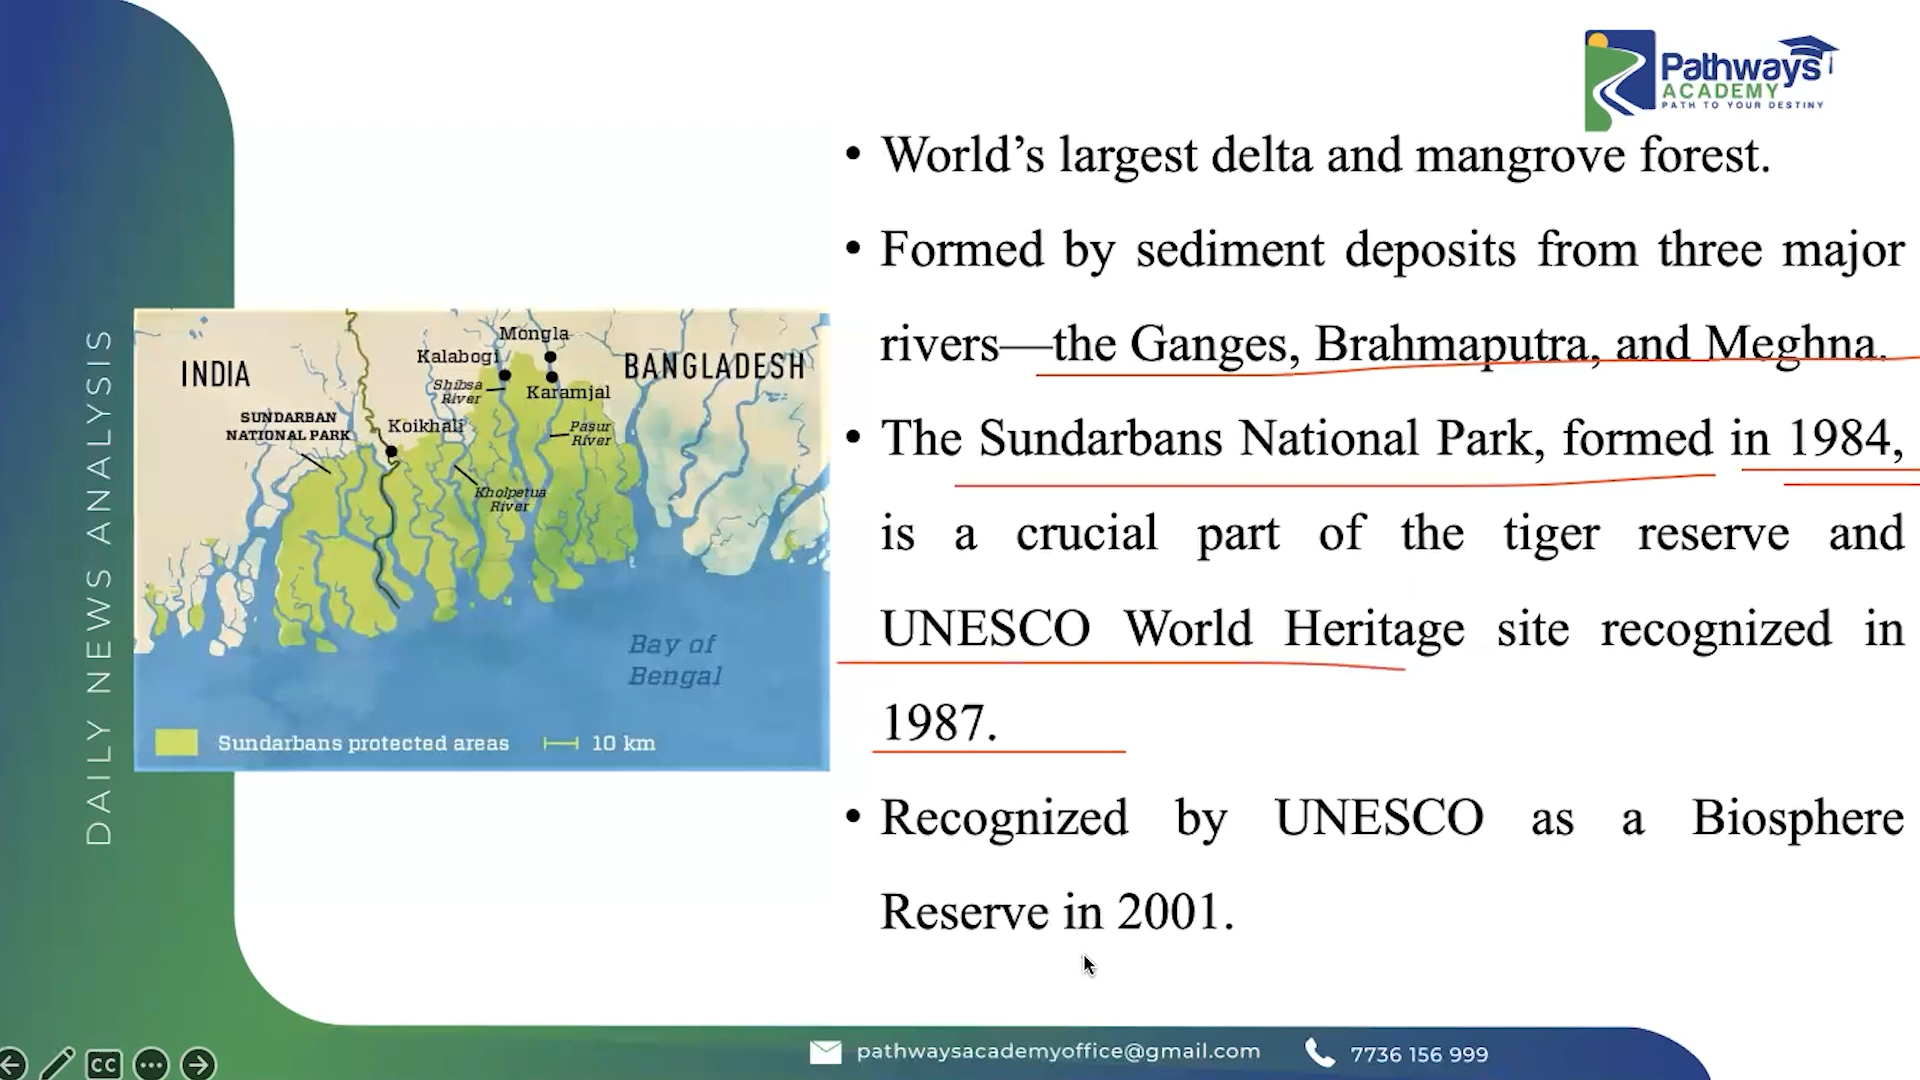 Pathways
ACADEMY
PATH TO YOUR DESTINY
• World’s largest delta and mangrove forest.
• Formed by sediment deposits from three major
rivers—the Ganges, Brahmaputra, and Meghna.
• The Sundarbans National Park, formed in 1984,
is a crucial part of the tiger reserve and
UNESCO World Heritage site recognized in
1987.
• Recognized by UNESCO as a Biosphere
Reserve in 2001.
DAILY NEWS ANALYSIS
INDIA
BANGLADESH
Mongla
Kalabogi
Shibsa
River
Karamjal
SUNDARBAN
NATIONAL PARK
Koikhali
Pasur
River
Kholpetua
River
Bay of
Bengal
Sundarbans protected areas
10 km
CC
pathwaysacademyoffice@gmail.com
7736 156 999